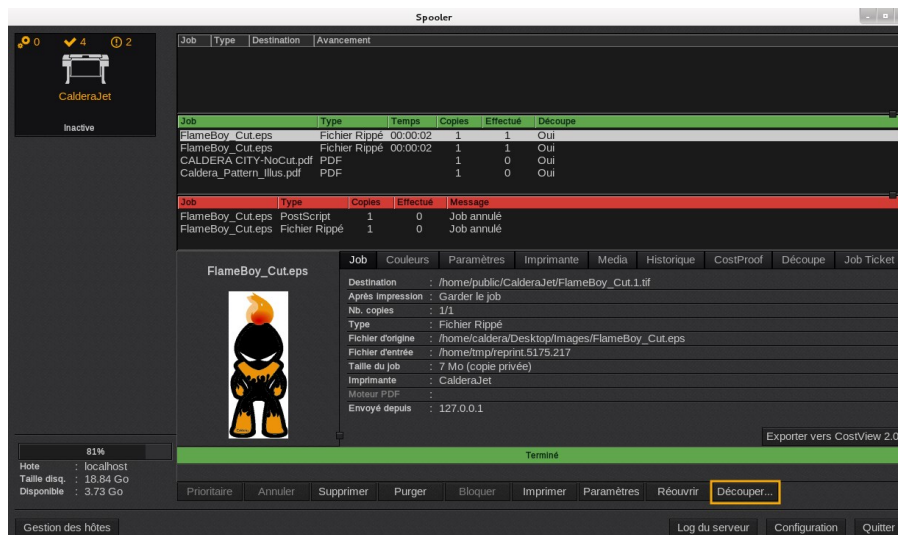 Spooler
0 4 2
CalderaJet
Inactive
Job Type Destination Avancement
Job Type Temps Copies Effectué Découpe
FlameBoy_Cut.eps Fichier Rippé 00:00:02 1 1 Oui
FlameBoy_Cut.eps Fichier Rippé 00:00:02 1 1 Oui
CALDERA CITY-NoCut.pdf PDF 1 0 Oui
Caldera_Pattern_Illus.pdf PDF 1 0 Oui
Job Type Copies Effectué Message
FlameBoy_Cut.eps PostScript 1 0 Job annulé
FlameBoy_Cut.eps Fichier Rippé 1 0 Job annulé
FlameBoy_Cut.eps
Job Couleurs Paramètres Imprimante Media Historique CostProof Découpe Job Ticket
Destination : /home/public/CalderaJet/FlameBoy_Cut.1.tif
Après impression : Garder le job
Nb. copies : 1/1
Type : Fichier Rippé
Fichier d'origine : /home/caldera/Desktop/Images/FlameBoy_Cut.eps
Fichier d'entrée : /home/tmp/reprint.5175.217
Taille du job : 7 Mo (copie privée)
Imprimante : CalderaJet
Moteur PDF :
Envoyé depuis : 127.0.0.1
Exporter vers CostView 2.0
Terminé
81%
Hote : localhost
Taille disq. : 18.84 Go
Disponible : 3.73 Go
Prioritaire Annuler Supprimer Purger Bloquer Imprimer Paramètres Réouvrir Découper...
Gestion des hôtes Log du serveur Configuration Quitter